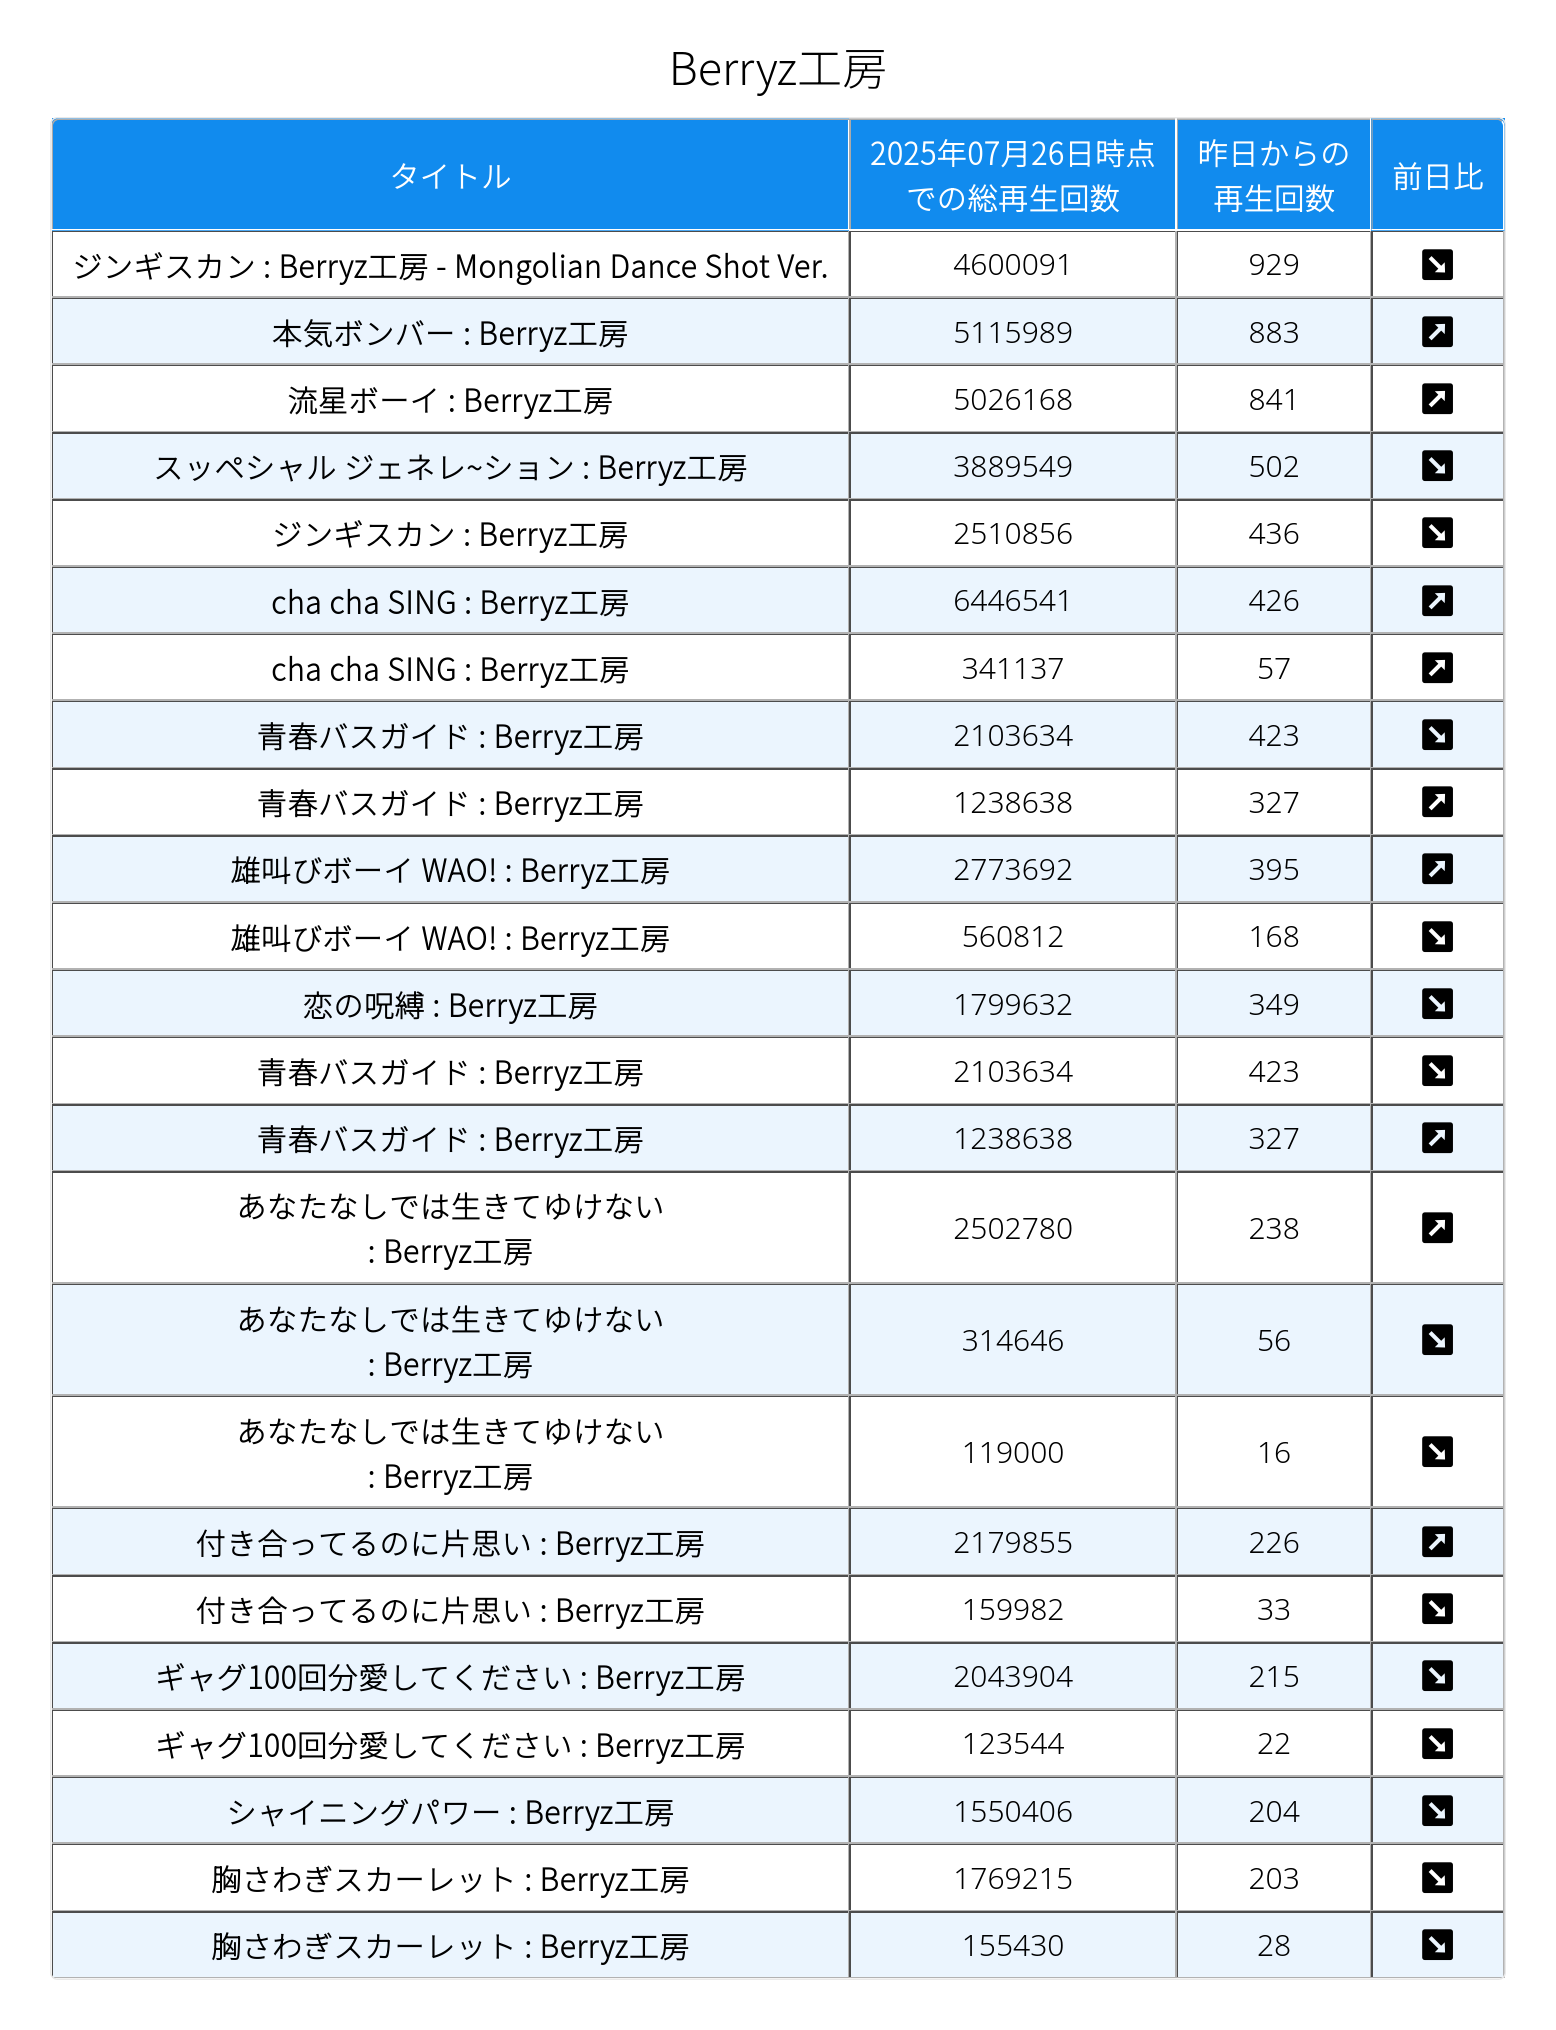 Berryz工房
タイトル
2025年07月26日時点
での総再生回数
昨日からの
再生回数
前日比
ジンギスカン : Berryz工房 - Mongolian Dance Shot Ver. 4600091 929
本気ボンバー : Berryz工房 5115989 883
流星ボーイ : Berryz工房 5026168 841
スッペシャル ジェネレ~ション : Berryz工房 3889549 502
ジンギスカン : Berryz工房 2510856 436
cha cha SING : Berryz工房 6446541 426
cha cha SING : Berryz工房 341137 57
青春バスガイド : Berryz工房 2103634 423
青春バスガイド : Berryz工房 1238638 327
雄叫びボーイ WAO! : Berryz工房 2773692 395
雄叫びボーイ WAO! : Berryz工房 560812 168
恋の呪縛 : Berryz工房 1799632 349
青春バスガイド : Berryz工房 2103634 423
青春バスガイド : Berryz工房 1238638 327
あなたなしでは生きてゆけない
: Berryz工房 2502780 238
あなたなしでは生きてゆけない
: Berryz工房 314646 56
あなたなしでは生きてゆけない
: Berryz工房 119000 16
付き合ってるのに片思い : Berryz工房 2179855 226
付き合ってるのに片思い : Berryz工房 159982 33
ギャグ100回分愛してください : Berryz工房 2043904 215
ギャグ100回分愛してください : Berryz工房 123544 22
シャイニングパワー : Berryz工房 1550406 204
胸さわぎスカーレット : Berryz工房 1769215 203
胸さわぎスカーレット : Berryz工房 155430 28